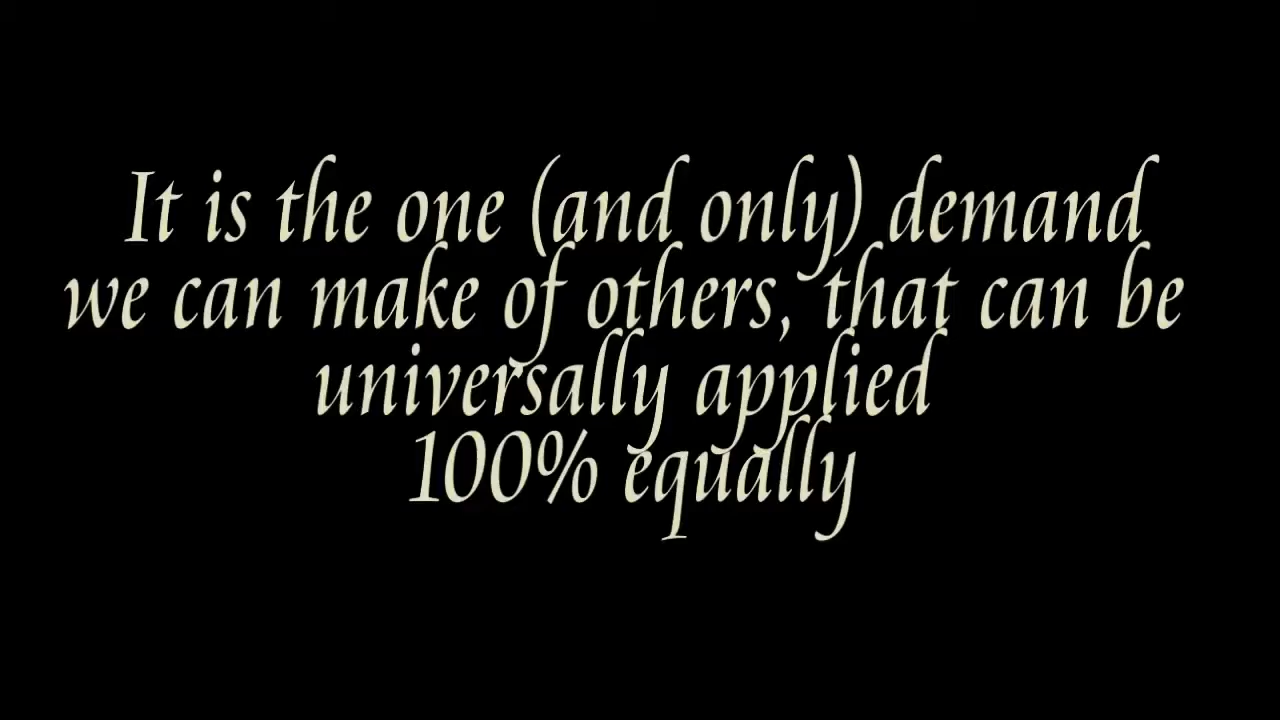 It is the one (and only) demand
we can make of others, that can be
universally applied
100% equally